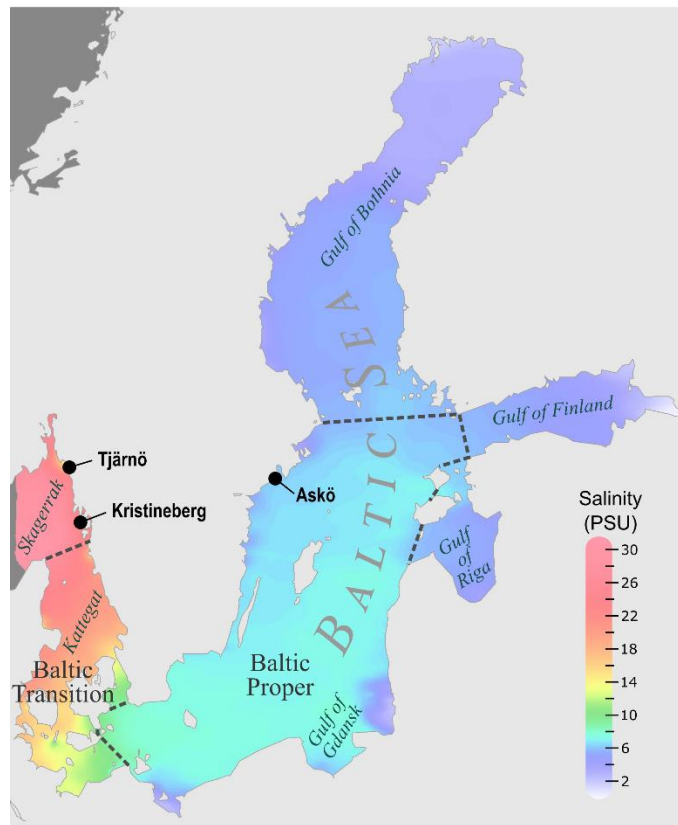 Gulf of Bothnia
BALTIC SEA
Gulf of Finland
Tjärnö
Askö
Kristineberg
Skagerrak
Gulf
of
Riga
Salinity
(PSU)
30
26
22
18
14
10
6
2
Kattegat
Baltic
Transition
Baltic
Proper
Gulf of
Gdansk